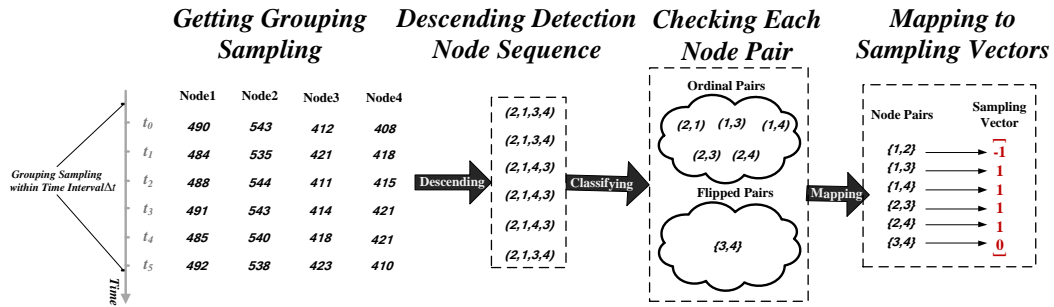 Getting Grouping Sampling
Descending Detection Node Sequence
Checking Each Node Pair
Mapping to Sampling Vectors
Node1 Node2 Node3 Node4
t0 490 543 412 408
t1 484 535 421 418
t2 488 544 411 415
t3 491 543 414 421
t4 485 540 418 421
t5 492 538 423 410
Grouping Sampling
within Time IntervalΔt
Time
Descending
(2,1,3,4)
(2,1,3,4)
(2,1,4,3)
(2,1,4,3)
(2,1,4,3)
(2,1,3,4)
Classifying
Ordinal Pairs
(2,1) (1,3) (1,4)
(2,3) (2,4)
Flipped Pairs
{3,4}
Mapping
Node Pairs
Sampling
Vector
{1,2} -1
{1,3} 1
{1,4} 1
{2,3} 1
{2,4} 1
{3,4} 0